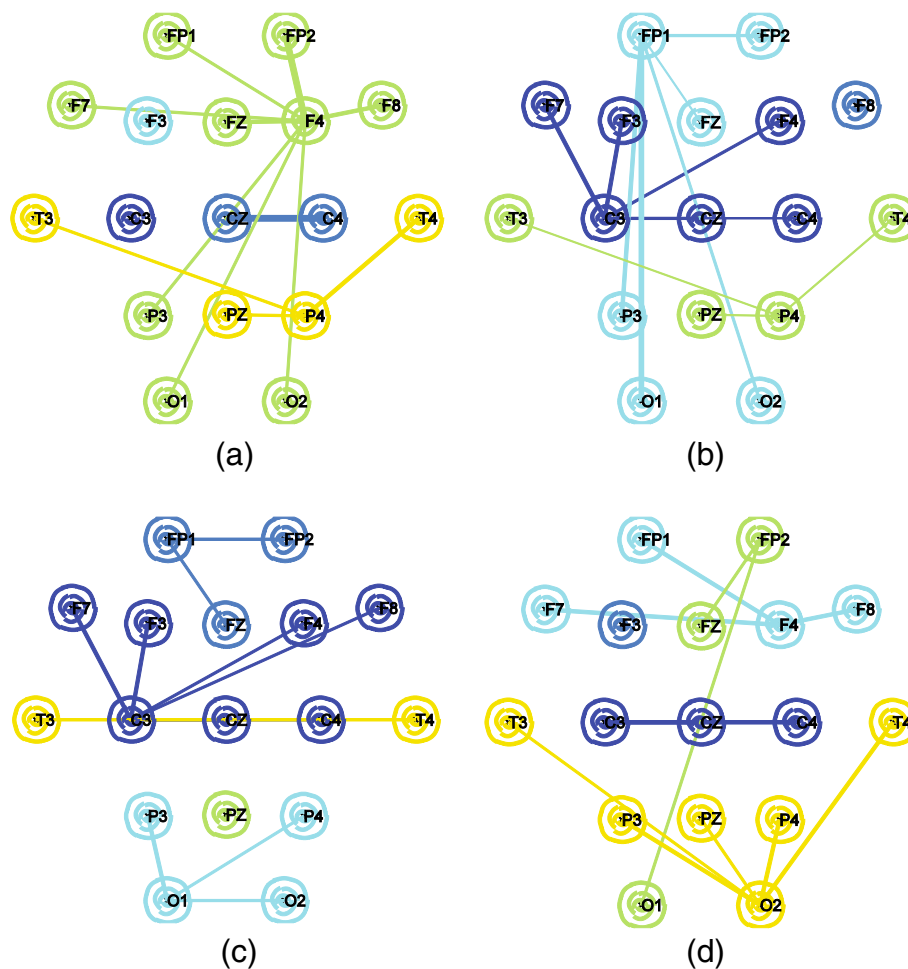 FP1 FP2 FP1 FP2
F7 F3 FZ F4 F8 F7 F3 FZ F4 F8
T3 C3 CZ C4 T4 T3 C3 CZ C4 T4
P3 PZ P4 P3 PZ P4
O1 O2 O1 O2
(a) (b)
FP1 FP2 FP1 FP2
F7 F3 FZ F4 F8 F7 F3 FZ F4 F8
T3 C3 CZ C4 T4 T3 C3 CZ C4 T4
P3 PZ P4 P3 PZ P4
O1 O2 O1 O2
(c) (d)